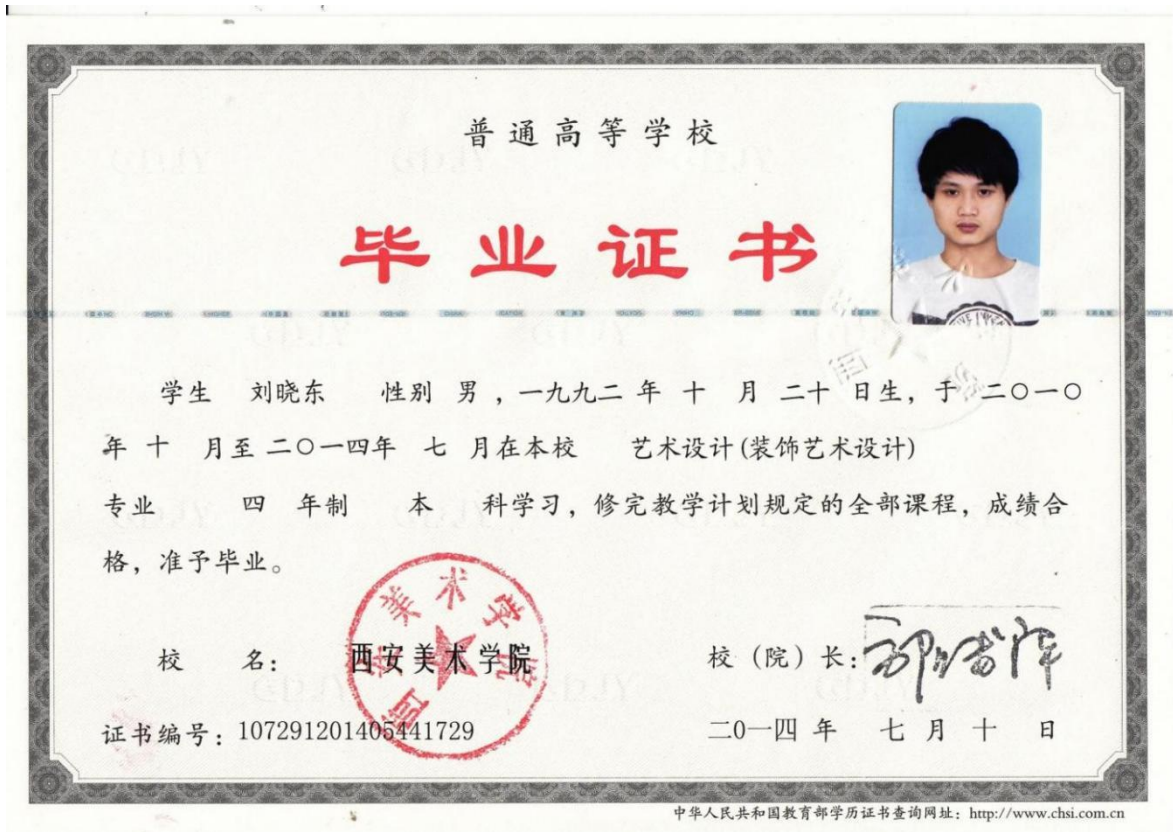 普通高等学校
毕业证书
学生 刘晓东 性别 男 ，一九九二 年 十 月 二十 日生，于 二〇一〇
年 十 月至 二〇一四年 七 月在本校 艺术设计(装饰艺术设计)
专业 四 年制 本 科学习，修完教学计划规定的全部课程，成绩合
格，准予毕业。
西安美术学院
校 名： 西安美术学院
校（院）长：
证书编号：107291201405441729
二0一四 年 七 月 十 日
中华人民共和国教育部学历证书查询网址：http://www.chsi.com.cn